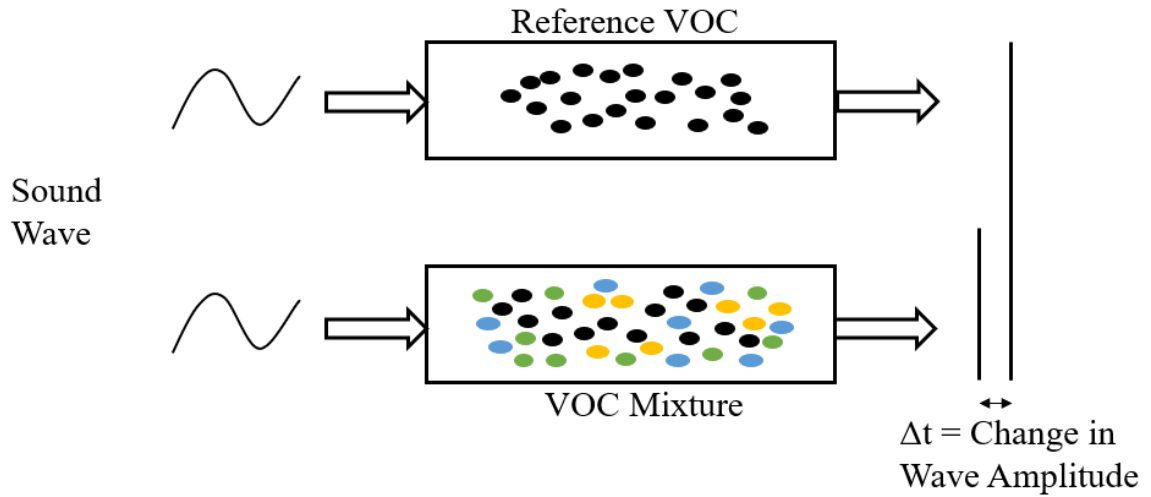 Reference VOC
Sound
Wave
VOC Mixture
Δt = Change in
Wave Amplitude